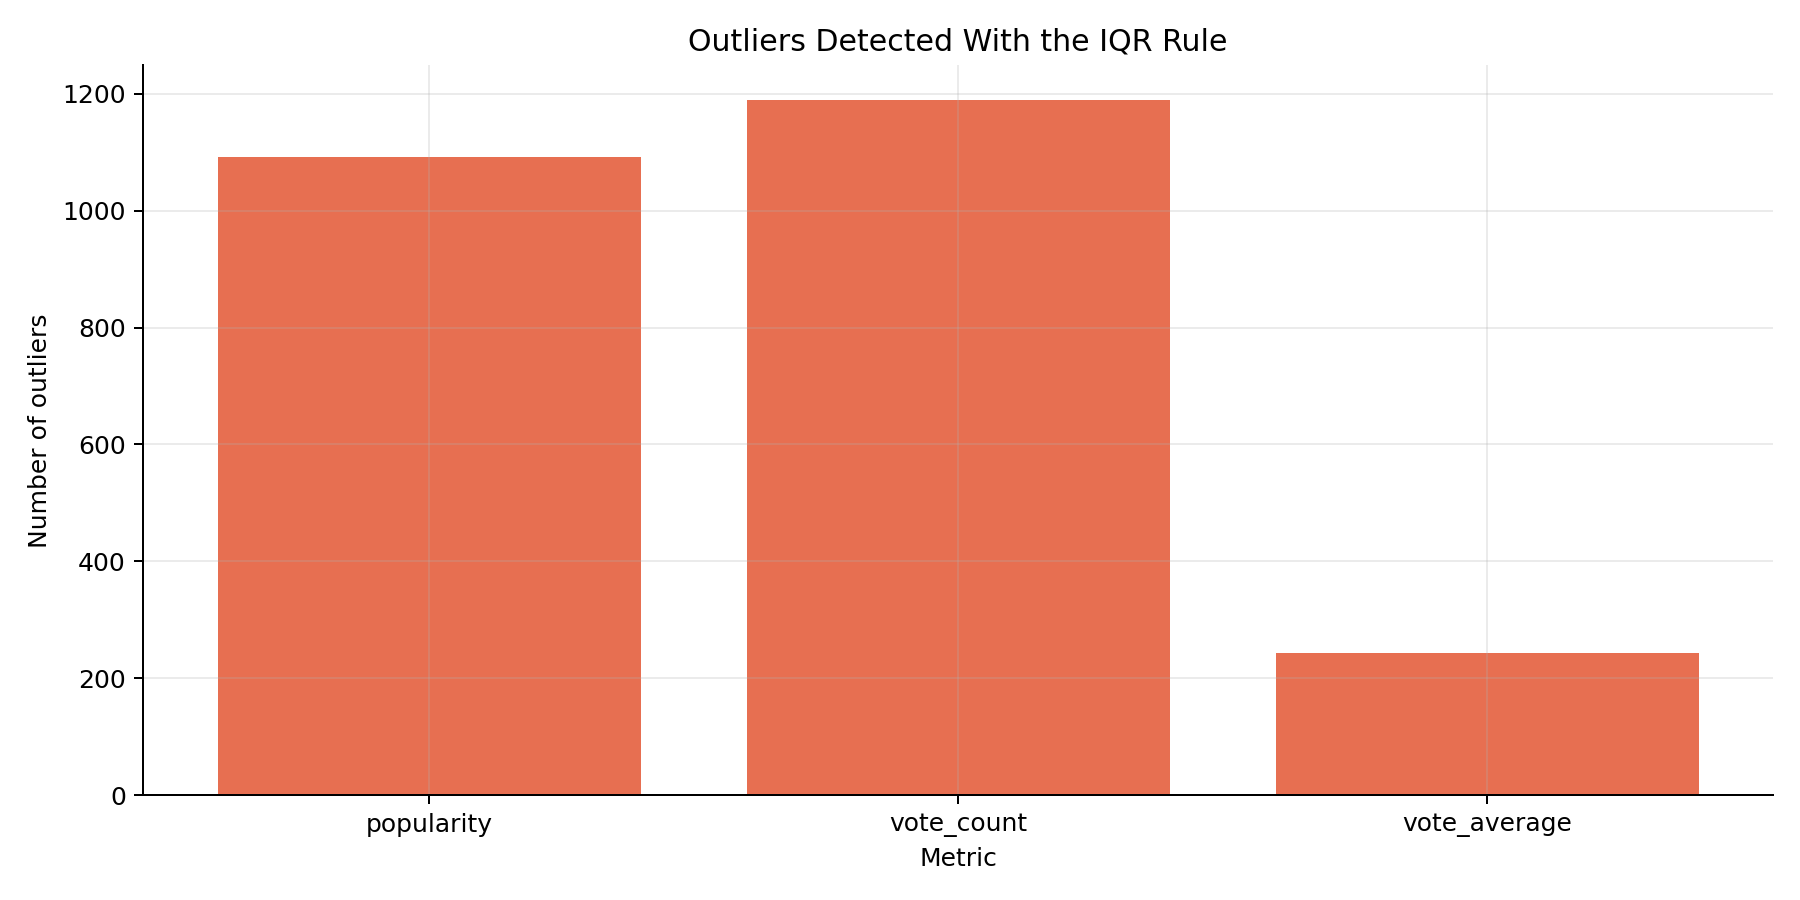 Outliers Detected With the IQR Rule
Number of outliers
1200
1000
800
600
400
200
0
popularity
vote_count
vote_average
Metric